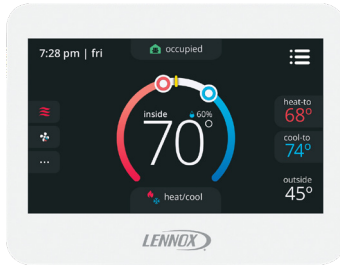 7:28 pm | fri
occupied
inside
60%
70°
heat-to
68°
cool-to
74°
outside
45°
heat/cool
LENNOX